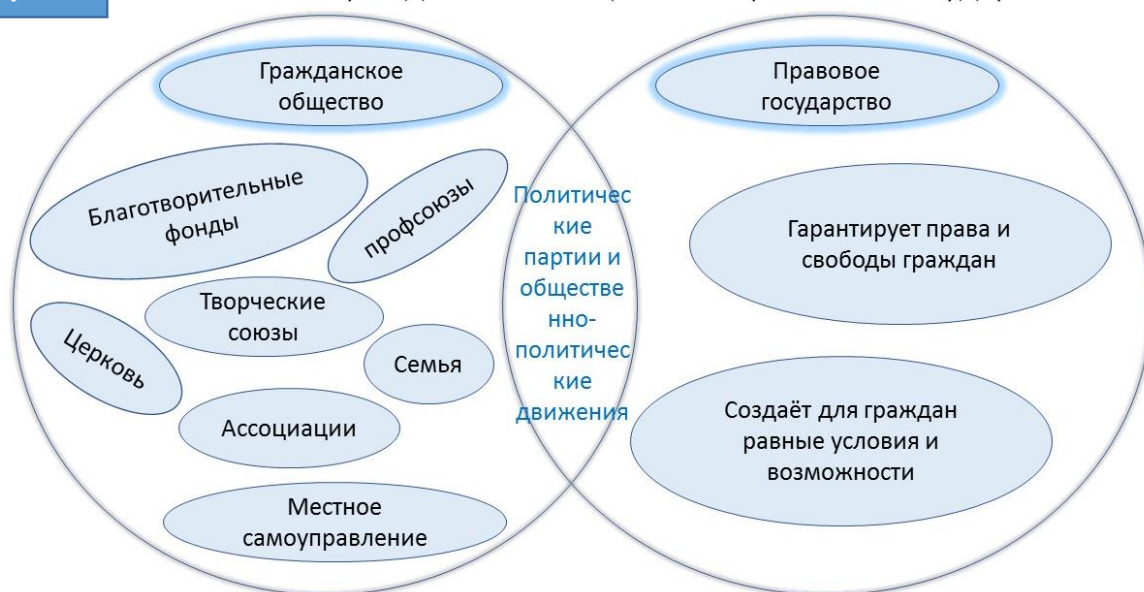 Гражданское
общество
Правовое
государство
Благотворительные
фонды
профсоюзы
Политичес
кие
партии и
обществе
нно-
политичес
кие
движения
Гарантирует права и
свободы граждан
Творческие
союзы
Церковь
Семья
Ассоциации
Создаёт для граждан
равные условия и
возможности
Местное
самоуправление